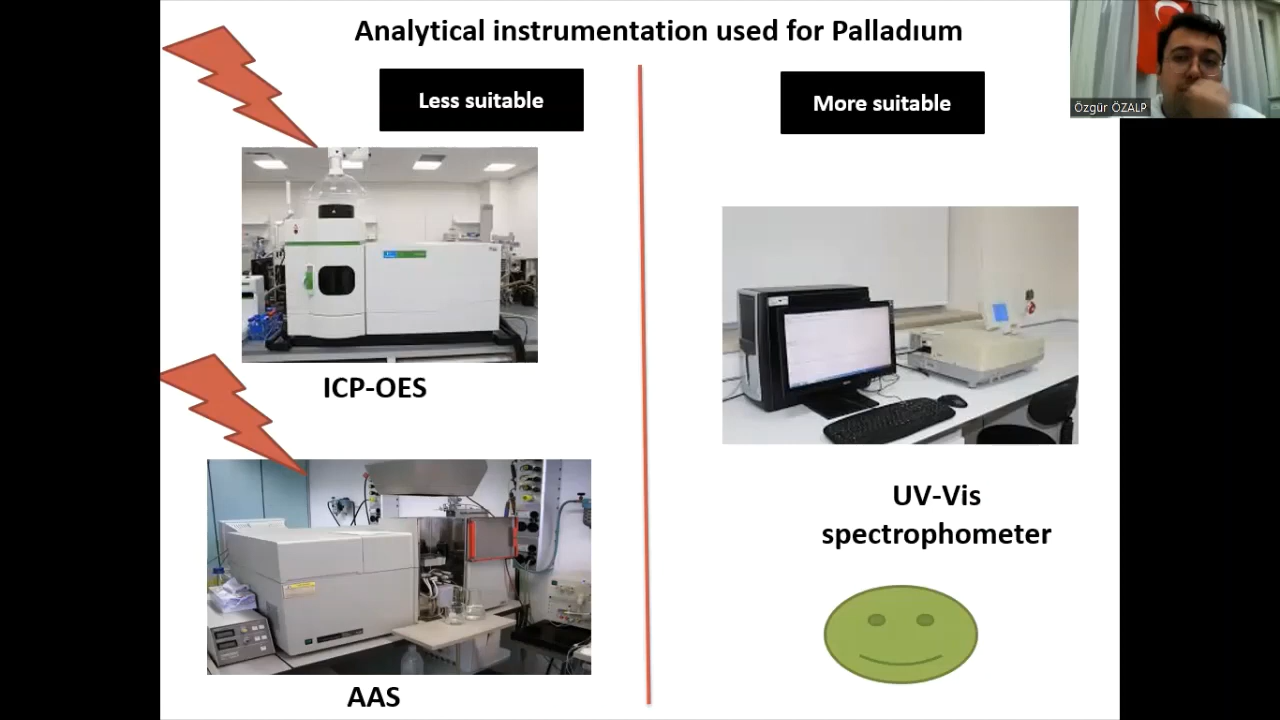 Analytical instrumentation used for Palladıum
Less suitable
More suitable
Özgür ÖZALP
ICP-OES
UV-Vis
spectrophometer
AAS